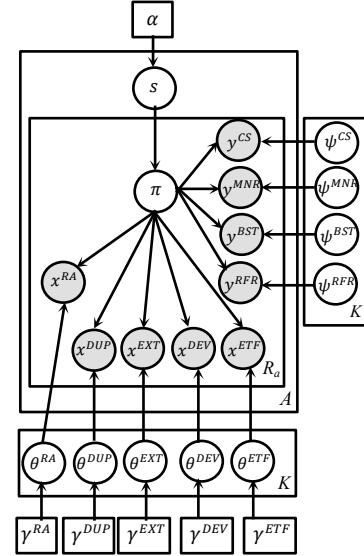 α
s
y^CS ψ^CS
π y^MNR ψ^MNR
y^BST ψ^BST
x^RA y^RFR ψ^RFR
K
x^DUP x^EXT x^DEV x^ETF
R_a
A
θ^RA θ^DUP θ^EXT θ^DEV θ^ETF
K
γ^RA γ^DUP γ^EXT γ^DEV γ^ETF